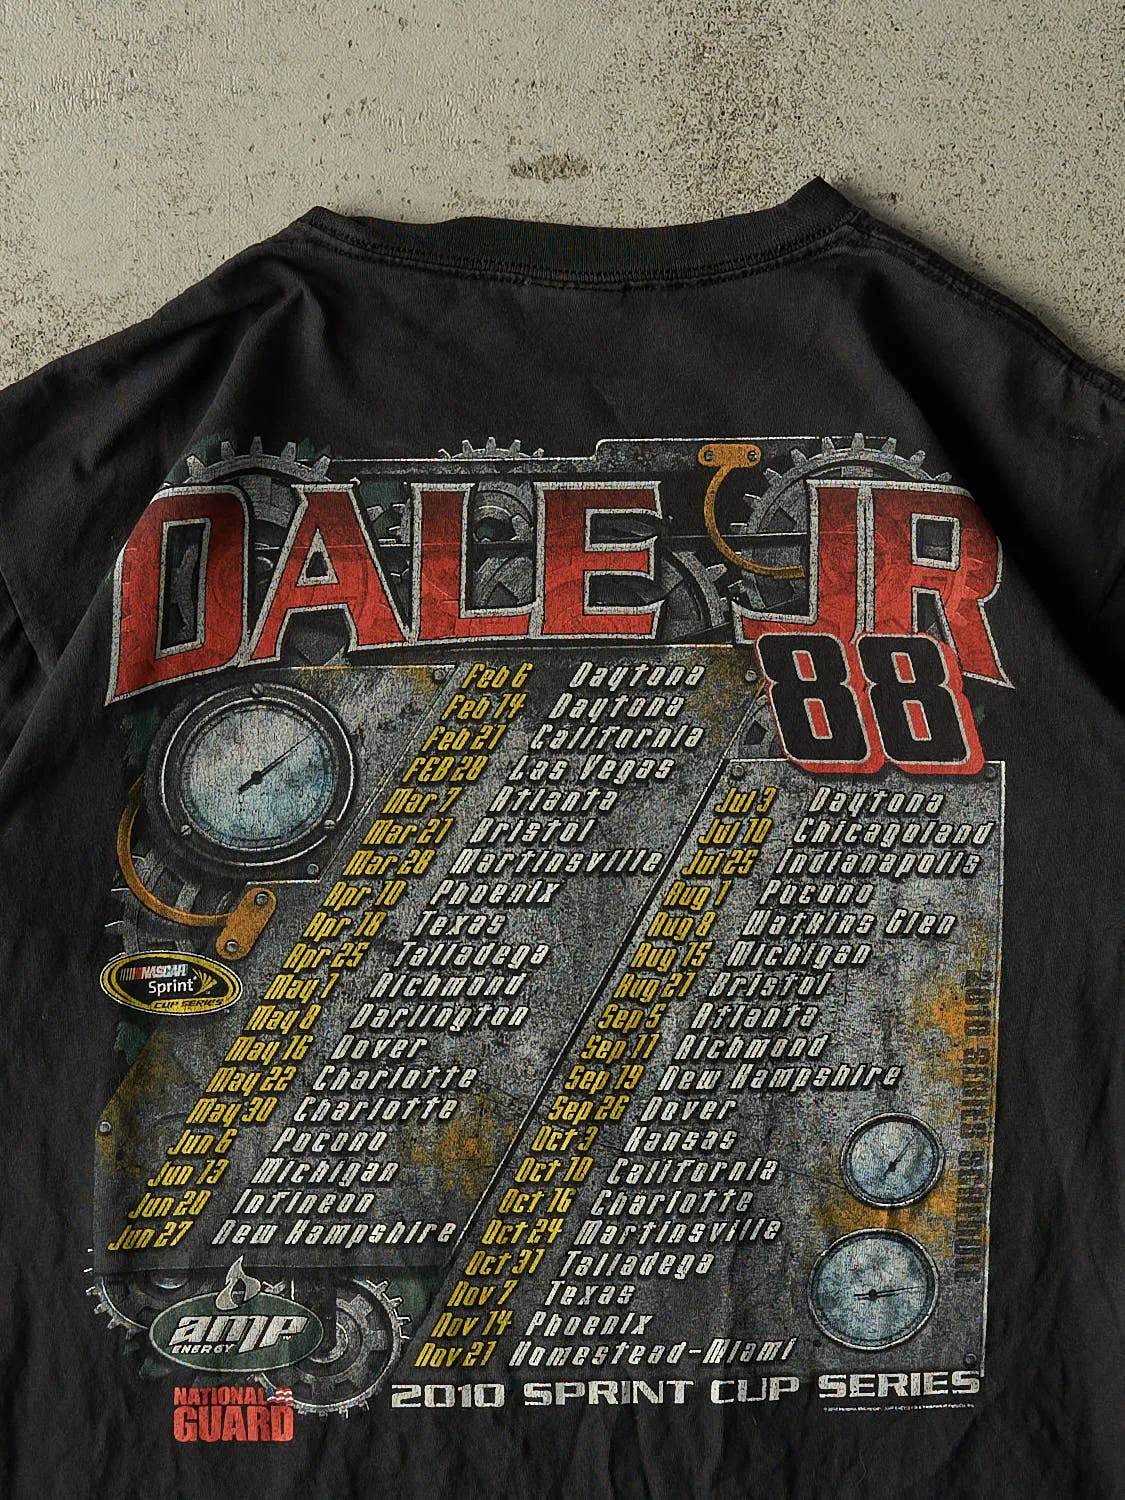 DALE JR
88
Feb 6 Daytona
Feb 14 Daytona
Feb 21 California
FEB 28 Las Vegas
Mar 7 Atlanta
Mar 21 Bristol
Mar 28 Martinsville
Apr 10 Phoenix
Apr 18 Texas
Apr 25 Talladega
May 1 Richmond
May 8 Darlington
May 16 Dover
May 22 Charlotte
May 30 Charlotte
Jun 6 Pocono
Jun 13 Michigan
Jun 20 Infineon
Jun 27 New Hampshire
Jul 3 Daytona
Jul 10 Chicagoland
Jul 25 Indianapolis
Aug 1 Pocono
Aug 8 Watkins Glen
Aug 15 Michigan
Aug 21 Bristol
Sep 5 Atlanta
Sep 11 Richmond
Sep 19 New Hampshire
Sep 26 Dover
Oct 3 Kansas
Oct 10 California
Oct 16 Charlotte
Oct 24 Martinsville
Oct 31 Talladega
Nov 7 Texas
Nov 14 Phoenix
Nov 21 Homestead-Miami
NASCAR
Sprint
CUP SERIES
2010 SERIES SCHEDULE
amp
ENERGY
NATIONAL
GUARD
2010 SPRINT CUP SERIES